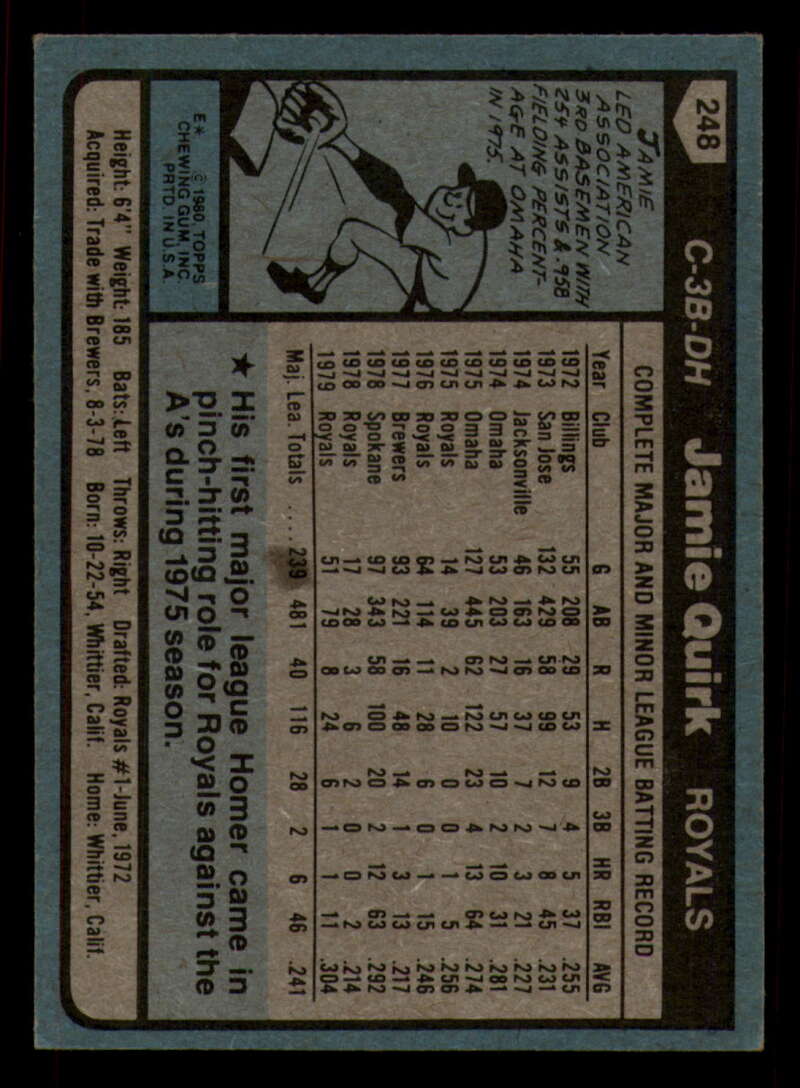 248
C-3B-DH Jamie Quirk ROYALS
JAMIE
LED AMERICAN
ASSOCIATION
3RD BASEMEN WITH
254 ASSISTS & .958
FIELDING PERCENT-
AGE AT OMAHA
IN 1975.
E* © 1980 TOPPS
CHEWING GUM, INC.
PRTD. IN U.S.A.
COMPLETE MAJOR AND MINOR LEAGUE BATTING RECORD
Year Club G AB R H 2B 3B HR RBI AVG
1972 Billings 55 208 29 53 9 4 5 37 .255
1973 San Jose 132 429 58 99 12 7 8 45 .231
1974 Jacksonville 46 163 16 37 7 2 3 21 .227
1974 Omaha 53 203 27 57 10 2 10 31 .281
1975 Omaha 127 445 62 122 23 4 13 64 .274
1975 Royals 14 39 2 10 0 0 1 5 .256
1976 Royals 64 114 11 28 6 0 1 15 .246
1977 Brewers 93 221 16 48 14 1 3 13 .217
1978 Spokane 97 343 58 100 20 2 12 63 .292
1978 Royals 17 28 3 6 2 0 0 2 .214
1979 Royals 51 79 8 24 6 1 1 11 .304
Maj. Lea. Totals .... 239 481 40 116 28 2 6 46 .241
★ His first major league Homer came in
pinch-hitting role for Royals against the
A's during 1975 season.
Height: 6'4" Weight: 185 Bats: Left Throws: Right Drafted: Royals #1-June, 1972
Acquired: Trade with Brewers, 8-3-78 Born: 10-22-54, Whittier, Calif. Home: Whittier, Calif.